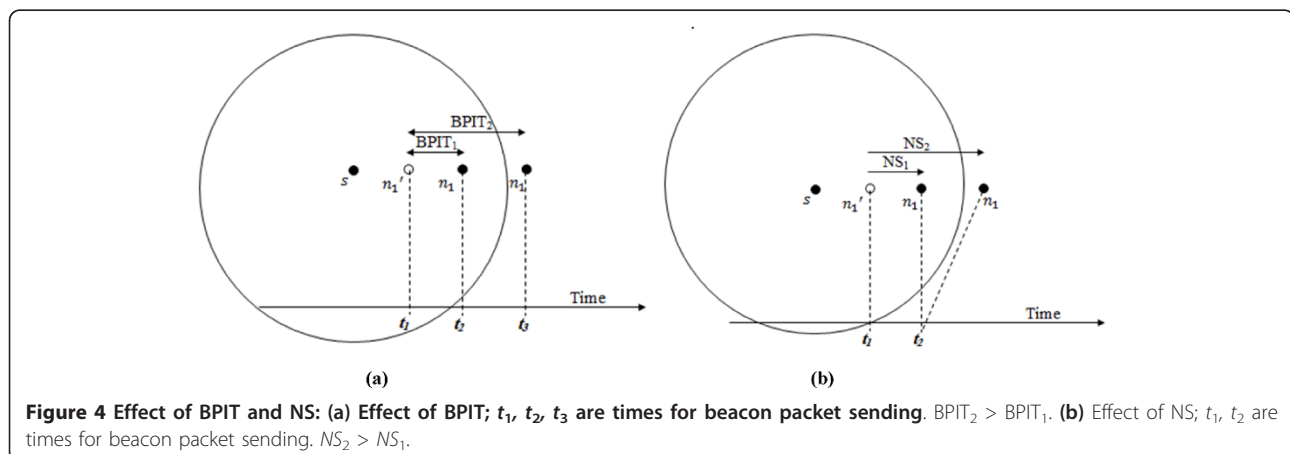 BPIT₂
BPIT₁
s n₁′ n₁ n₁
Time
t₁ t₂ t₃
(a)
NS₂
NS₁
s n₁′ n₁ n₁
Time
t₁ t₂
(b)
Figure 4 Effect of BPIT and NS: (a) Effect of BPIT; t₁, t₂, t₃ are times for beacon packet sending. BPIT₂ > BPIT₁. (b) Effect of NS; t₁, t₂ are
times for beacon packet sending. NS₂ > NS₁.